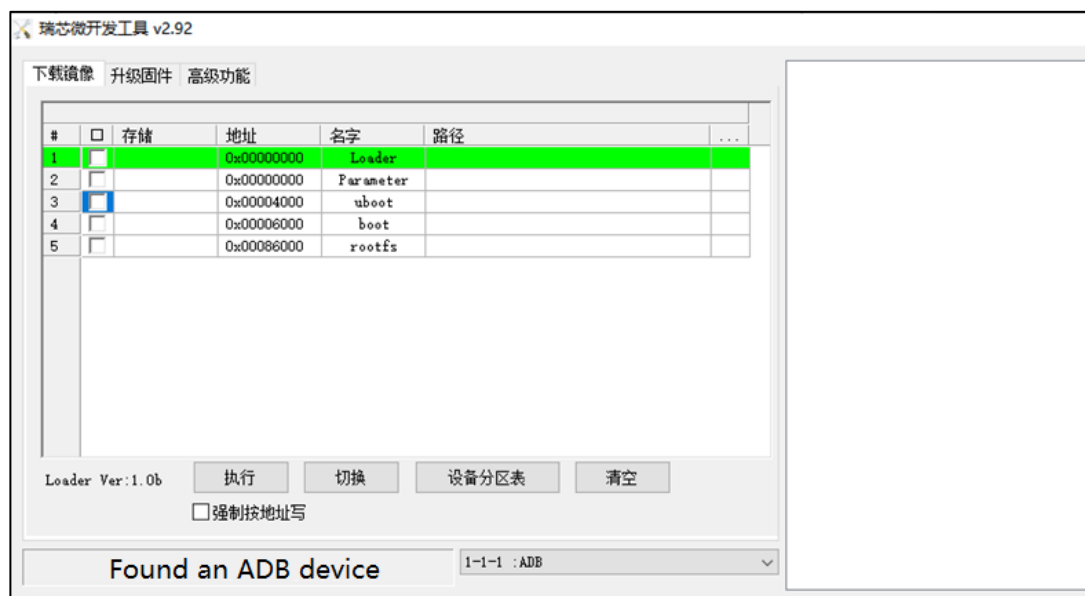 瑞芯微开发工具 v2.92
下载镜像 升级固件 高级功能
# 存储 地址 名字 路径 ...
1 0x00000000 Loader
2 0x00000000 Parameter
3 0x00004000 uboot
4 0x00006000 boot
5 0x00086000 rootfs
Loader Ver:1.0b 执行 切换 设备分区表 清空
强制按地址写
Found an ADB device 1-1-1 :ADB